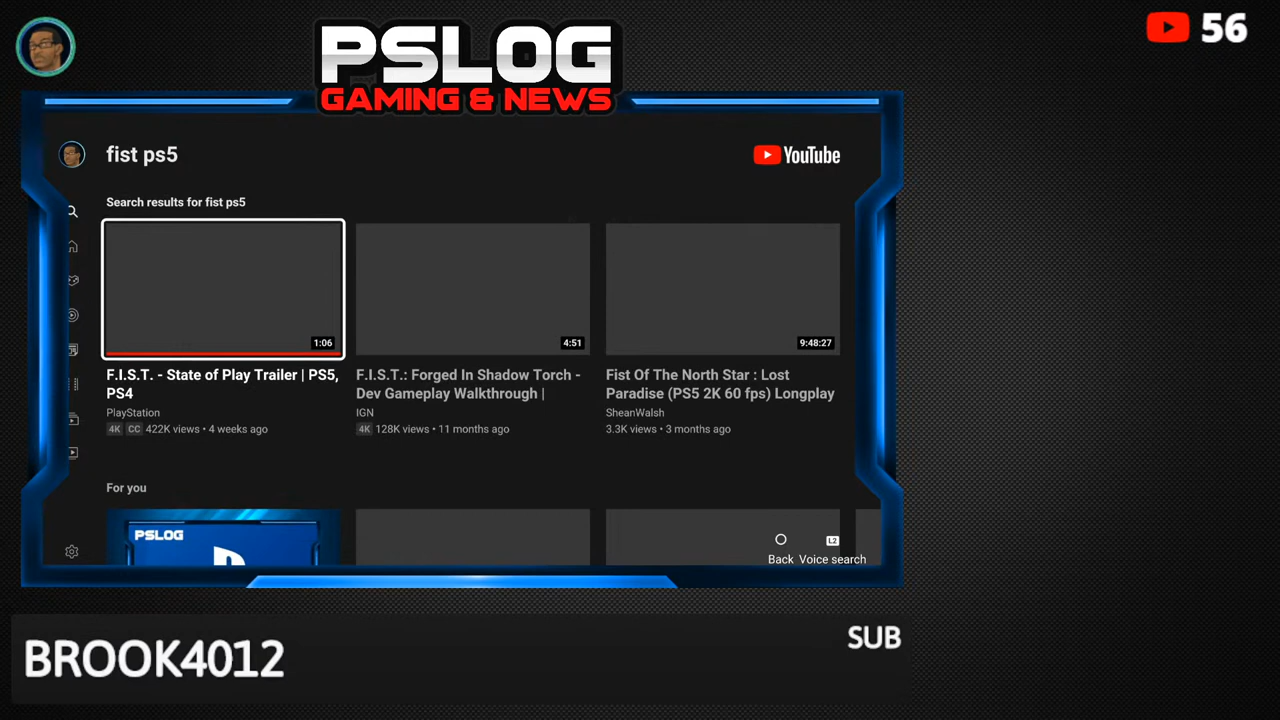 56
PSLOG
GAMING & NEWS
fist ps5
YouTube
Search results for fist ps5
1:06
4:51
9:48:27
F.I.S.T. - State of Play Trailer | PS5,
PS4
PlayStation
4K CC 422K views • 4 weeks ago
F.I.S.T.: Forged In Shadow Torch -
Dev Gameplay Walkthrough |
IGN
4K 128K views • 11 months ago
Fist Of The North Star : Lost
Paradise (PS5 2K 60 fps) Longplay
SheanWalsh
3.3K views • 3 months ago
For you
PSLOG
L2
Back Voice search
BROOK4012
SUB